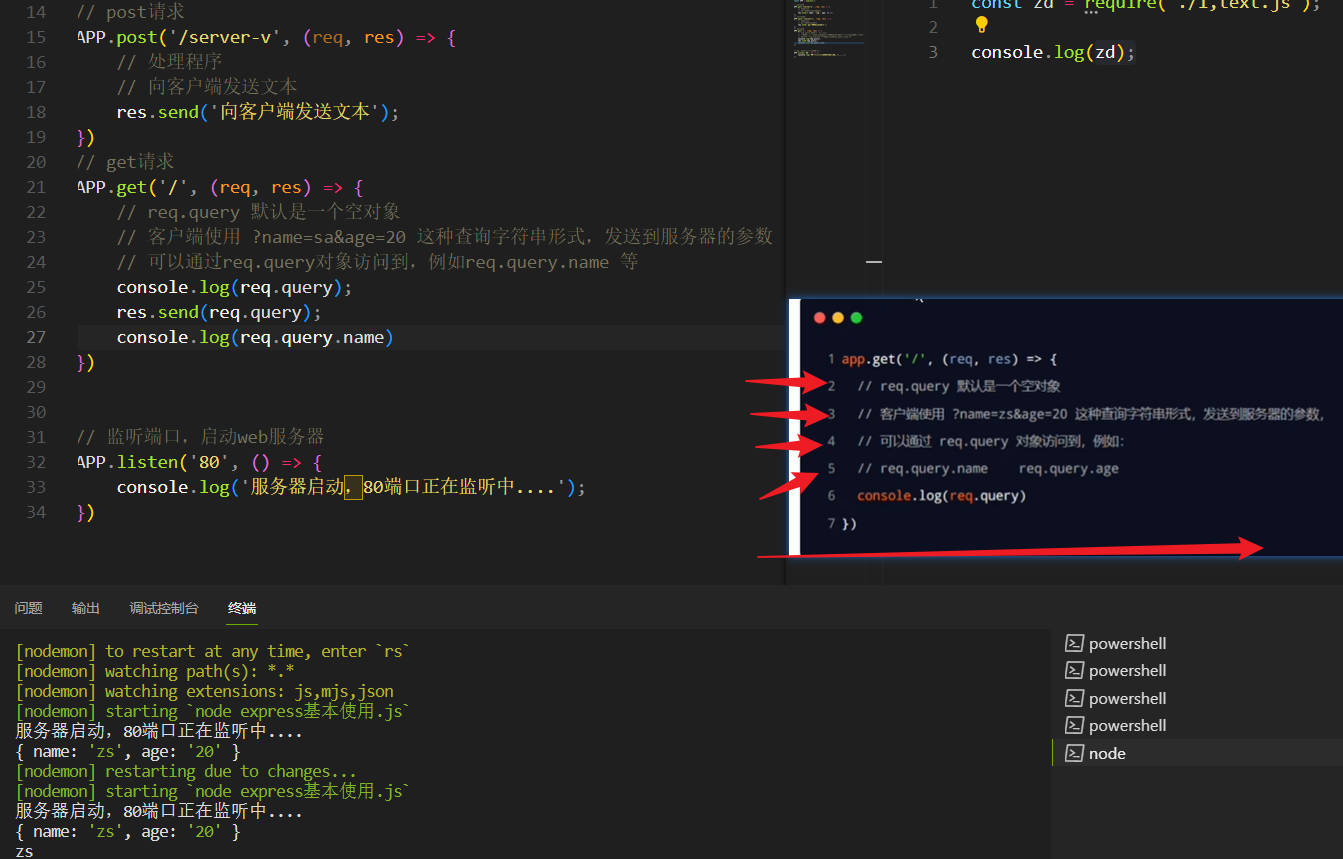 14 // post请求
15 APP.post('/server-v', (req, res) => {
16 // 处理程序
17 // 向客户端发送文本
18 res.send('向客户端发送文本');
19 })
20 // get请求
21 APP.get('/', (req, res) => {
22 // req.query 默认是一个空对象
23 // 客户端使用 ?name=sa&age=20 这种查询字符串形式，发送到服务器的参数
24 // 可以通过req.query对象访问到，例如req.query.name 等
25 console.log(req.query);
26 res.send(req.query);
27 console.log(req.query.name)
28 })
29
30
31 // 监听端口，启动web服务器
32 APP.listen('80', () => {
33 console.log('服务器启动，80端口正在监听中....');
34 })
1 const zd = require('./1,text.js');
2
3 console.log(zd);
1 app.get('/', (req, res) => {
2 // req.query 默认是一个空对象
3 // 客户端使用 ?name=zs&age=20 这种查询字符串形式，发送到服务器的参数，
4 // 可以通过 req.query 对象访问到，例如：
5 // req.query.name req.query.age
6 console.log(req.query)
7 })
问题 输出 调试控制台 终端
[nodemon] to restart at any time, enter `rs`
[nodemon] watching path(s): *.*
[nodemon] watching extensions: js,mjs,json
[nodemon] starting `node express基本使用.js`
服务器启动，80端口正在监听中....
{ name: 'zs', age: '20' }
[nodemon] restarting due to changes...
[nodemon] starting `node express基本使用.js`
服务器启动，80端口正在监听中....
{ name: 'zs', age: '20' }
zs
powershell
powershell
powershell
powershell
node